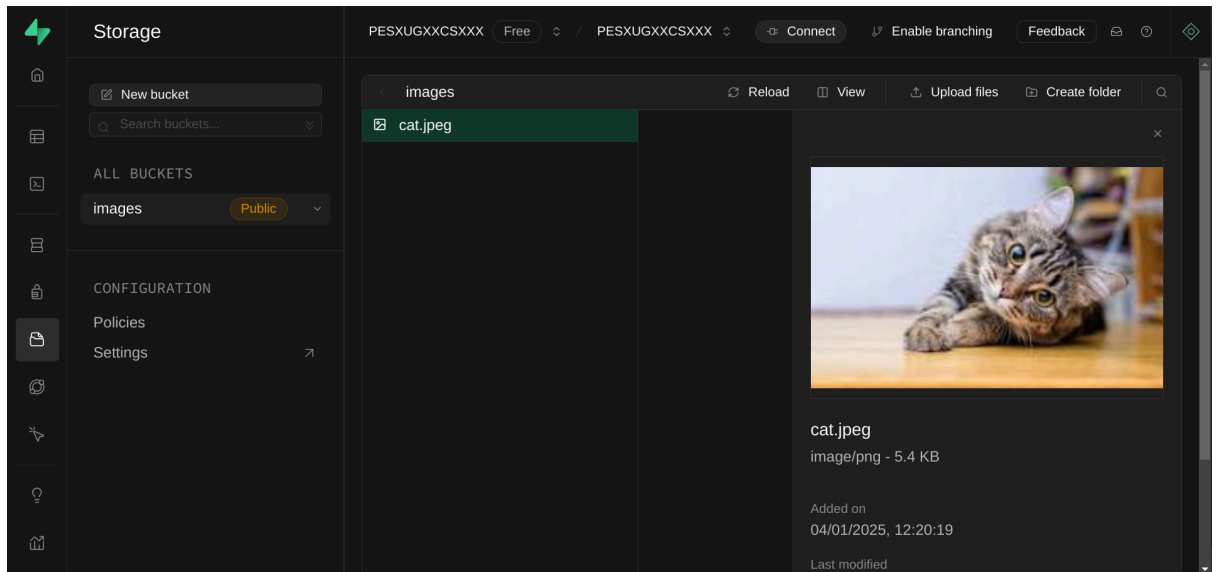 Storage
PESXUGXXCSXXX Free / PESXUGXXCSXXX Connect Enable branching Feedback
New bucket
Search buckets...
ALL BUCKETS
images Public
CONFIGURATION
Policies
Settings
images Reload View Upload files Create folder
cat.jpeg
cat.jpeg
image/png - 5.4 KB
Added on
04/01/2025, 12:20:19
Last modified